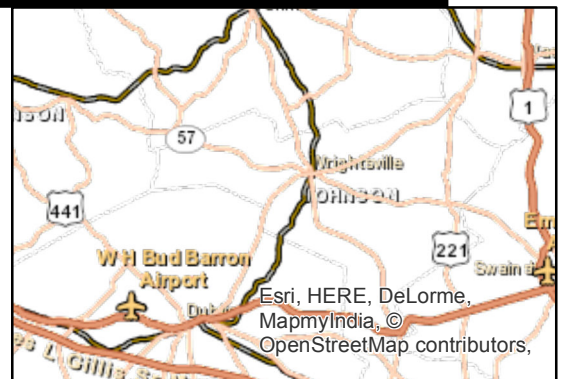 1
57
Wrightsville
JOHNSON
441
221
W H Bud Barron
Airport
Esri, HERE, DeLorme,
MapmyIndia, ©
OpenStreetMap contributors,